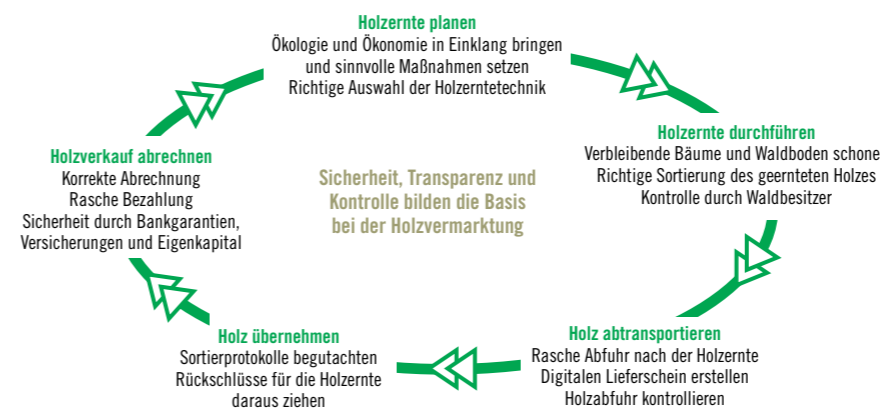 Holzernte planen
Ökologie und Ökonomie in Einklang bringen
und sinnvolle Maßnahmen setzen
Richtige Auswahl der Holzerntetechnik
Holzernte durchführen
Verbleibende Bäume und Waldboden schone
Richtige Sortierung des geernteten Holzes
Kontrolle durch Waldbesitzer
Holz abtransportieren
Rasche Abfuhr nach der Holzernte
Digitalen Lieferschein erstellen
Holzabfuhr kontrollieren
Holz übernehmen
Sortierprotokolle begutachten
Rückschlüsse für die Holzernte
daraus ziehen
Holzverkauf abrechnen
Korrekte Abrechnung
Rasche Bezahlung
Sicherheit durch Bankgarantien,
Versicherungen und Eigenkapital
Sicherheit, Transparenz und
Kontrolle bilden die Basis
bei der Holzvermarktung